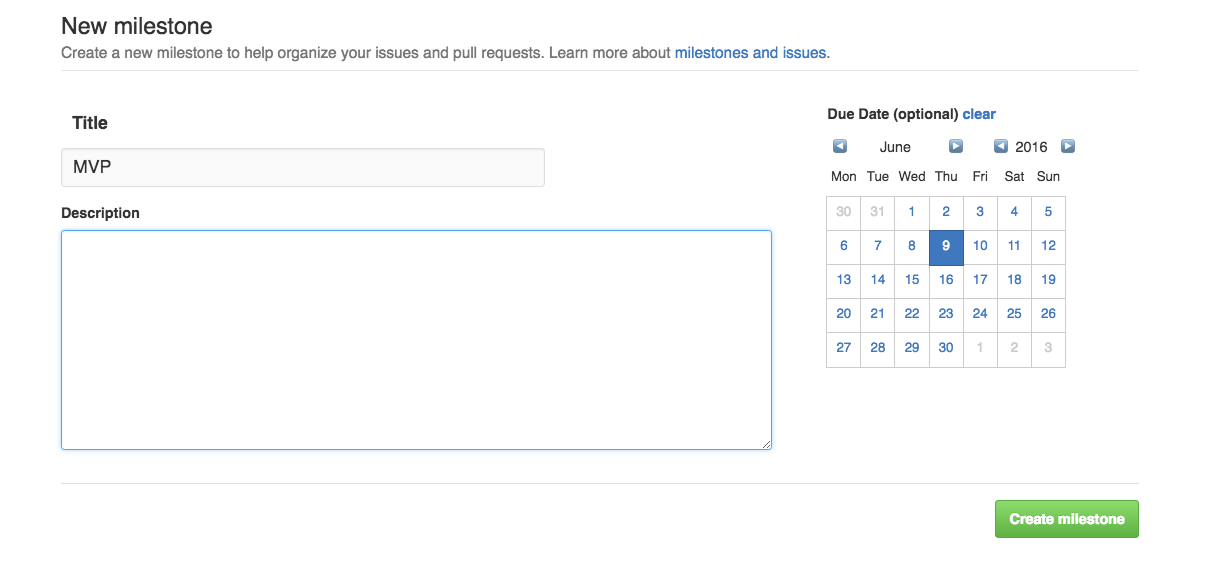 New milestone
Create a new milestone to help organize your issues and pull requests. Learn more about milestones and issues.
Title
MVP
Description
Due Date (optional) clear
June 2016
Mon Tue Wed Thu Fri Sat Sun
30 31 1 2 3 4 5
6 7 8 9 10 11 12
13 14 15 16 17 18 19
20 21 22 23 24 25 26
27 28 29 30 1 2 3
Create milestone